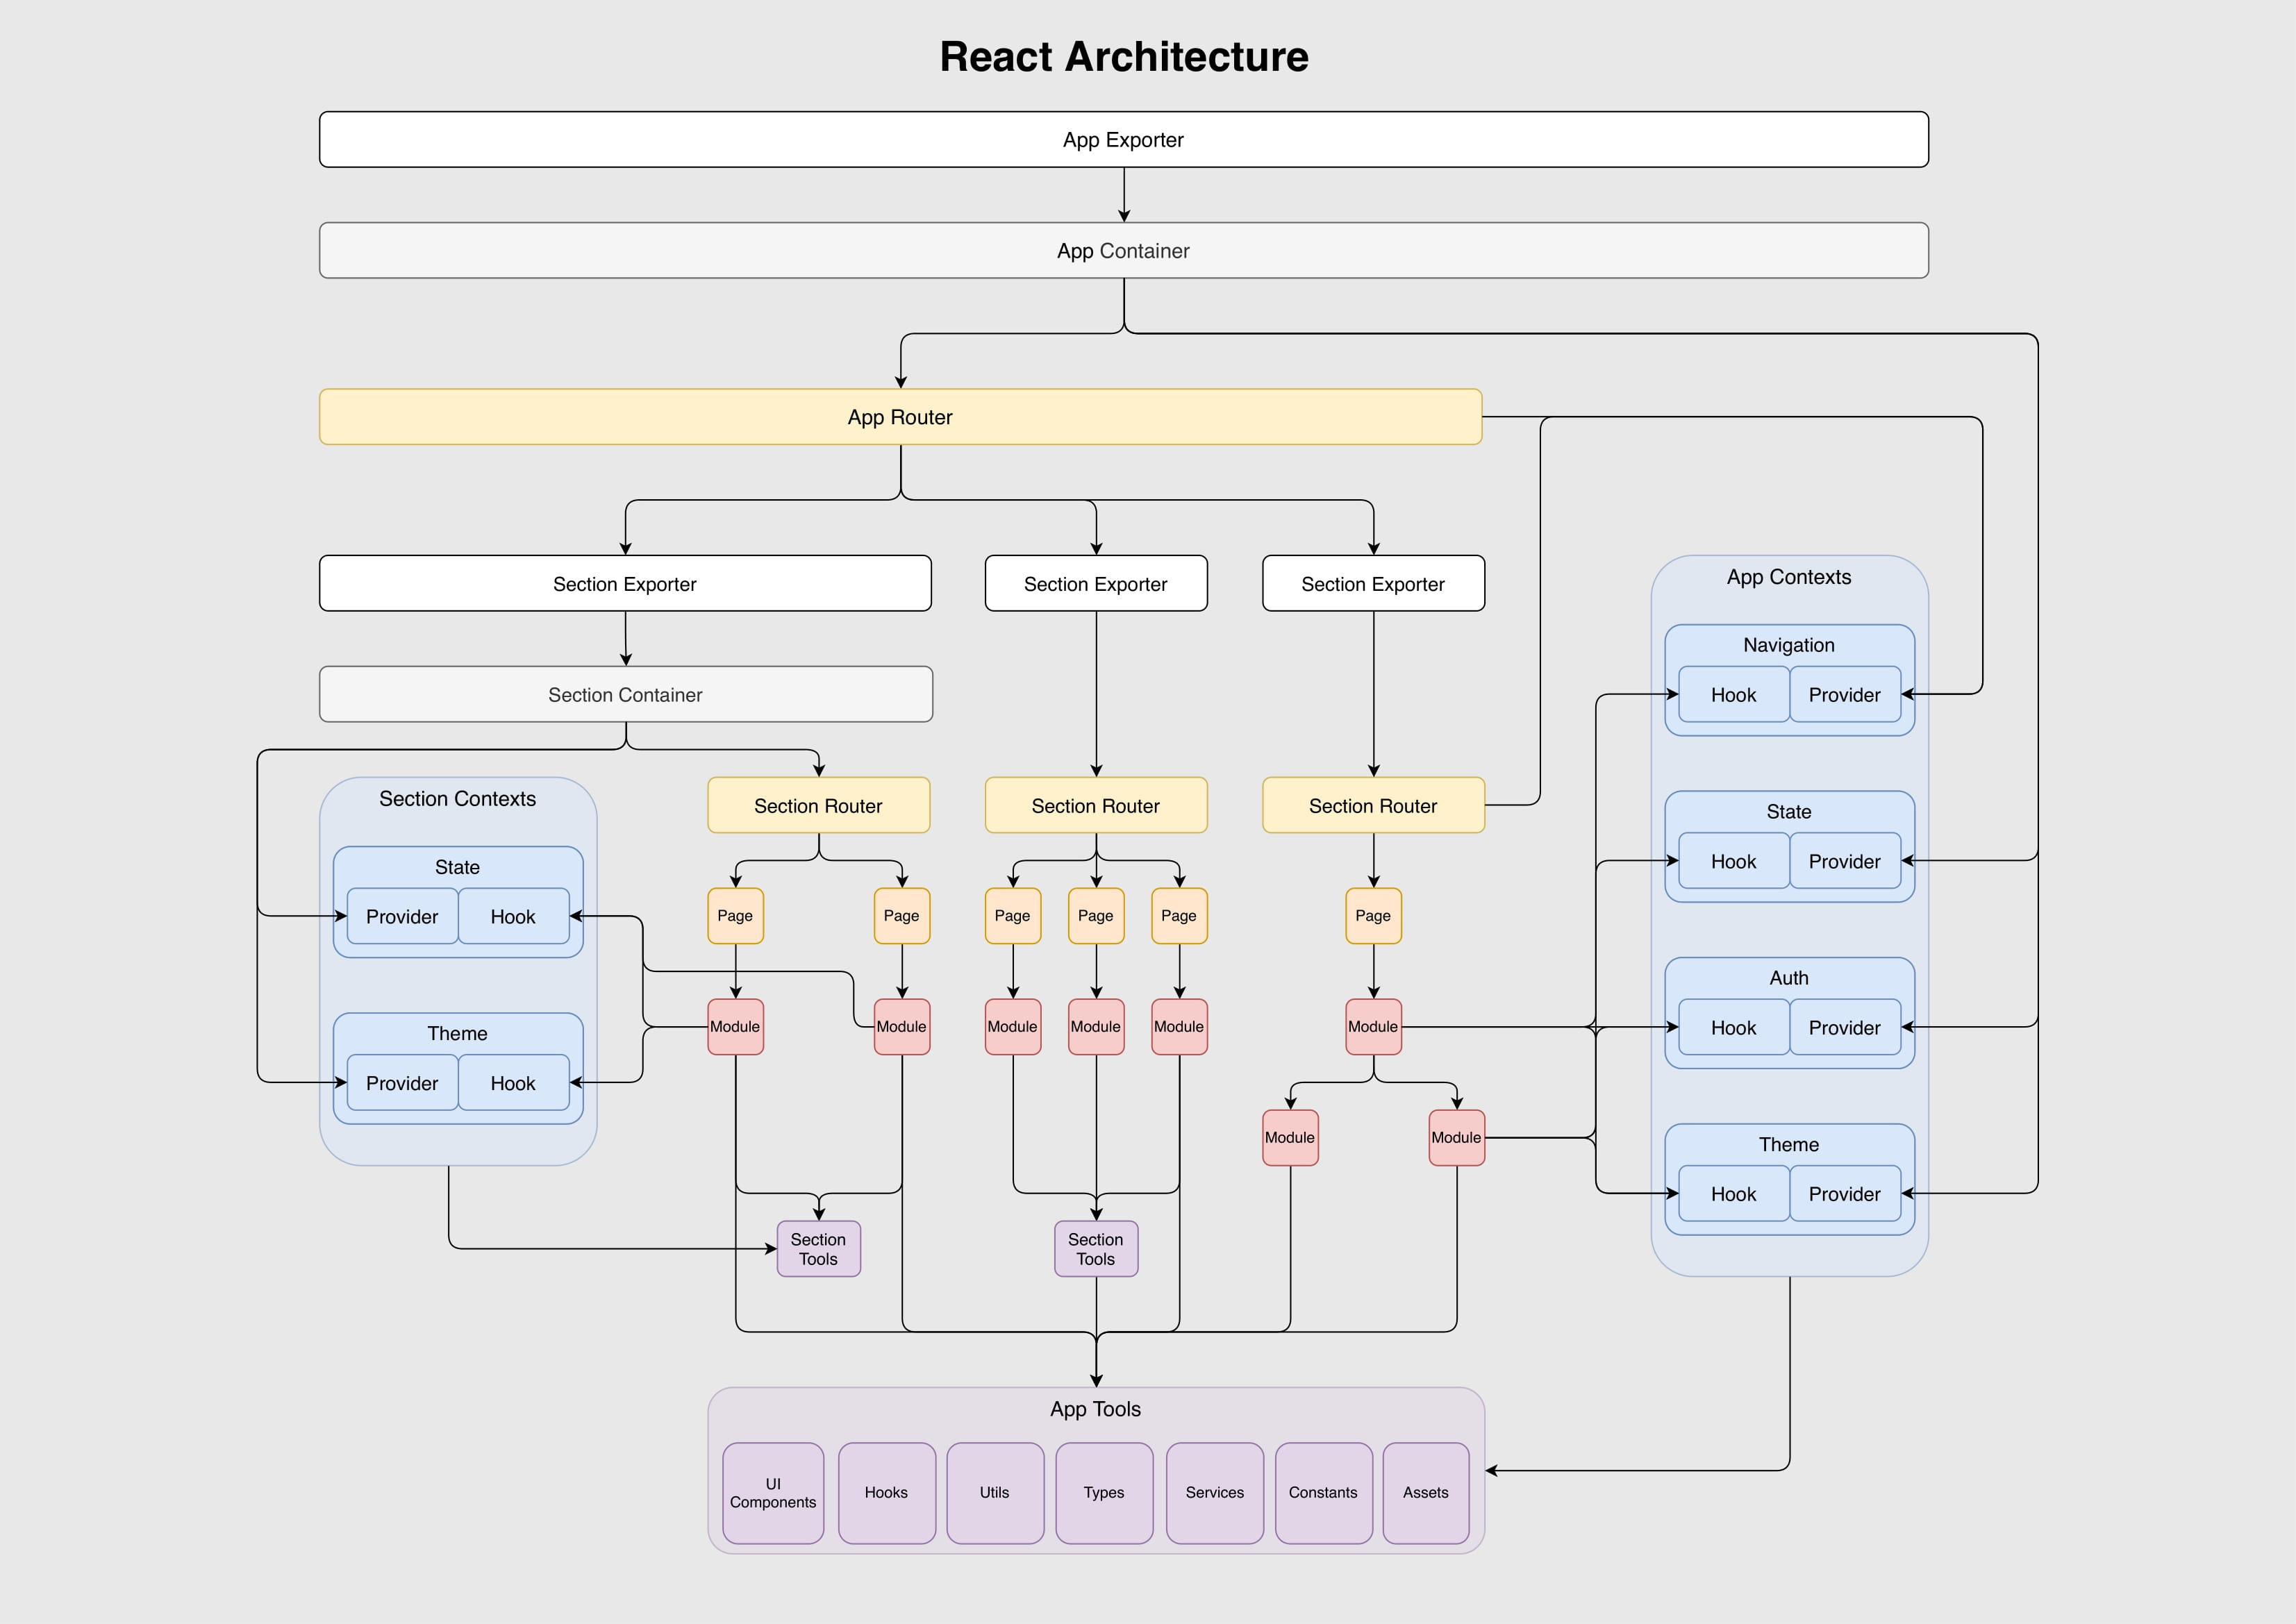 React Architecture
App Exporter
App Container
App Router
Section Exporter
Section Exporter
Section Exporter
App Contexts
Navigation
Hook
Provider
Section Container
Section Contexts
Section Router
Section Router
Section Router
State
Hook
Provider
State
Provider
Hook
Page
Page
Page
Page
Page
Page
Auth
Hook
Provider
Theme
Provider
Hook
Module
Module
Module
Module
Module
Module
Module
Module
Theme
Hook
Provider
Section
Tools
Section
Tools
App Tools
UI
Components
Hooks
Utils
Types
Services
Constants
Assets